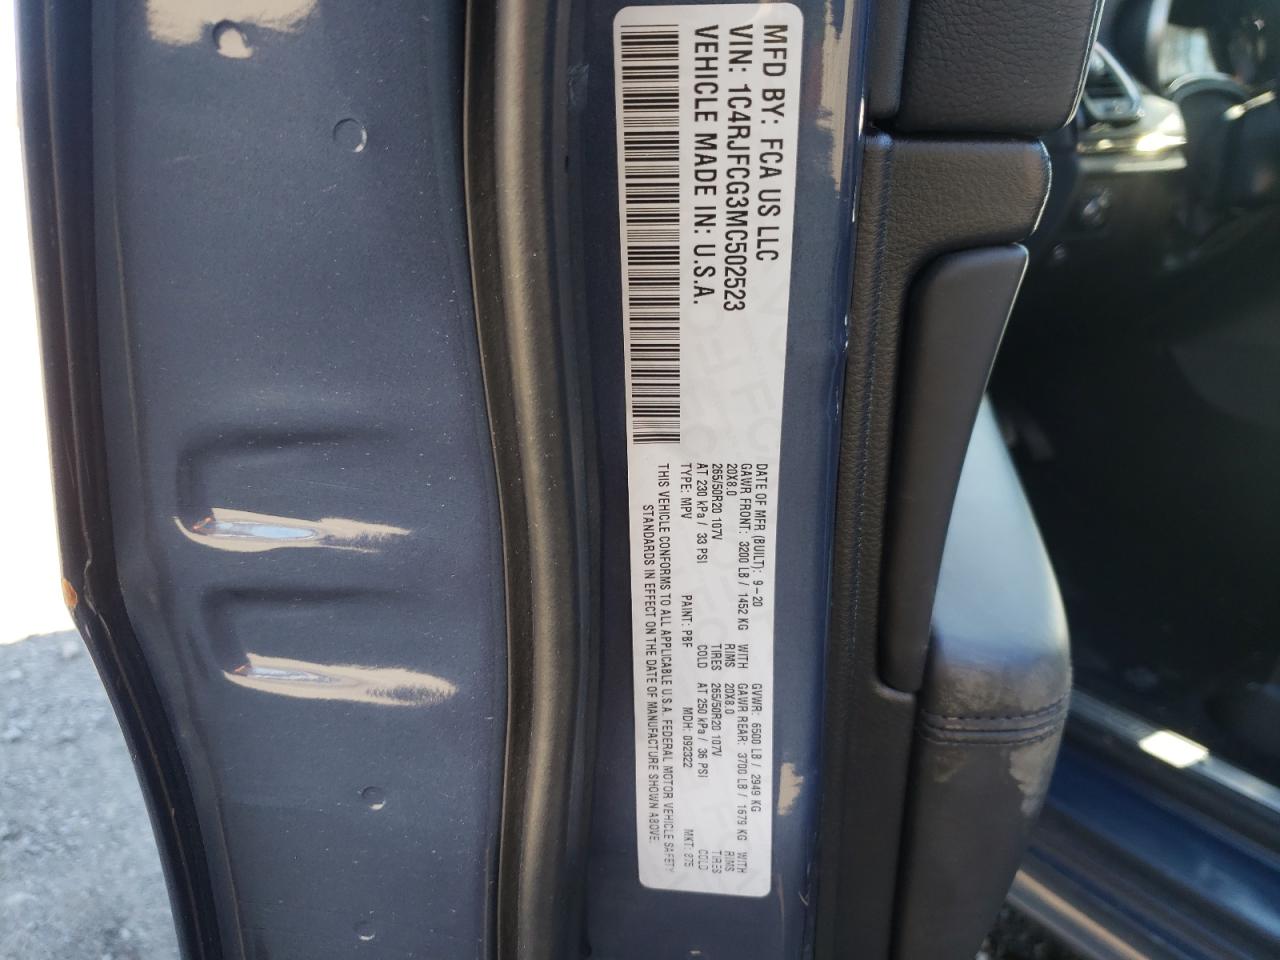 MFD BY: FCA US LLC
VIN: 1C4RJFCG3MC502523
VEHICLE MADE IN: U.S.A.
DATE OF MFR (BUILT): 9-20 GVWR: 6500 LB / 2949 KG
GAWR FRONT: 3200 LB / 1452 KG WITH GAWR REAR: 3700 LB / 1679 KG WITH
20X8.0 RIMS 20X8.0 RIMS
265/50R20 107V TIRES 265/50R20 107V TIRES
AT 230 kPa / 33 PSI COLD AT 250 kPa / 36 PSI COLD
TYPE: MPV PAINT: PBF MDH: 092322 MKT:
THIS VEHICLE CONFORMS TO ALL APPLICABLE U.S.A. FEDERAL MOTOR VEHICLE SAFETY
STANDARDS IN EFFECT ON THE DATE OF MANUFACTURE SHOWN ABOVE.